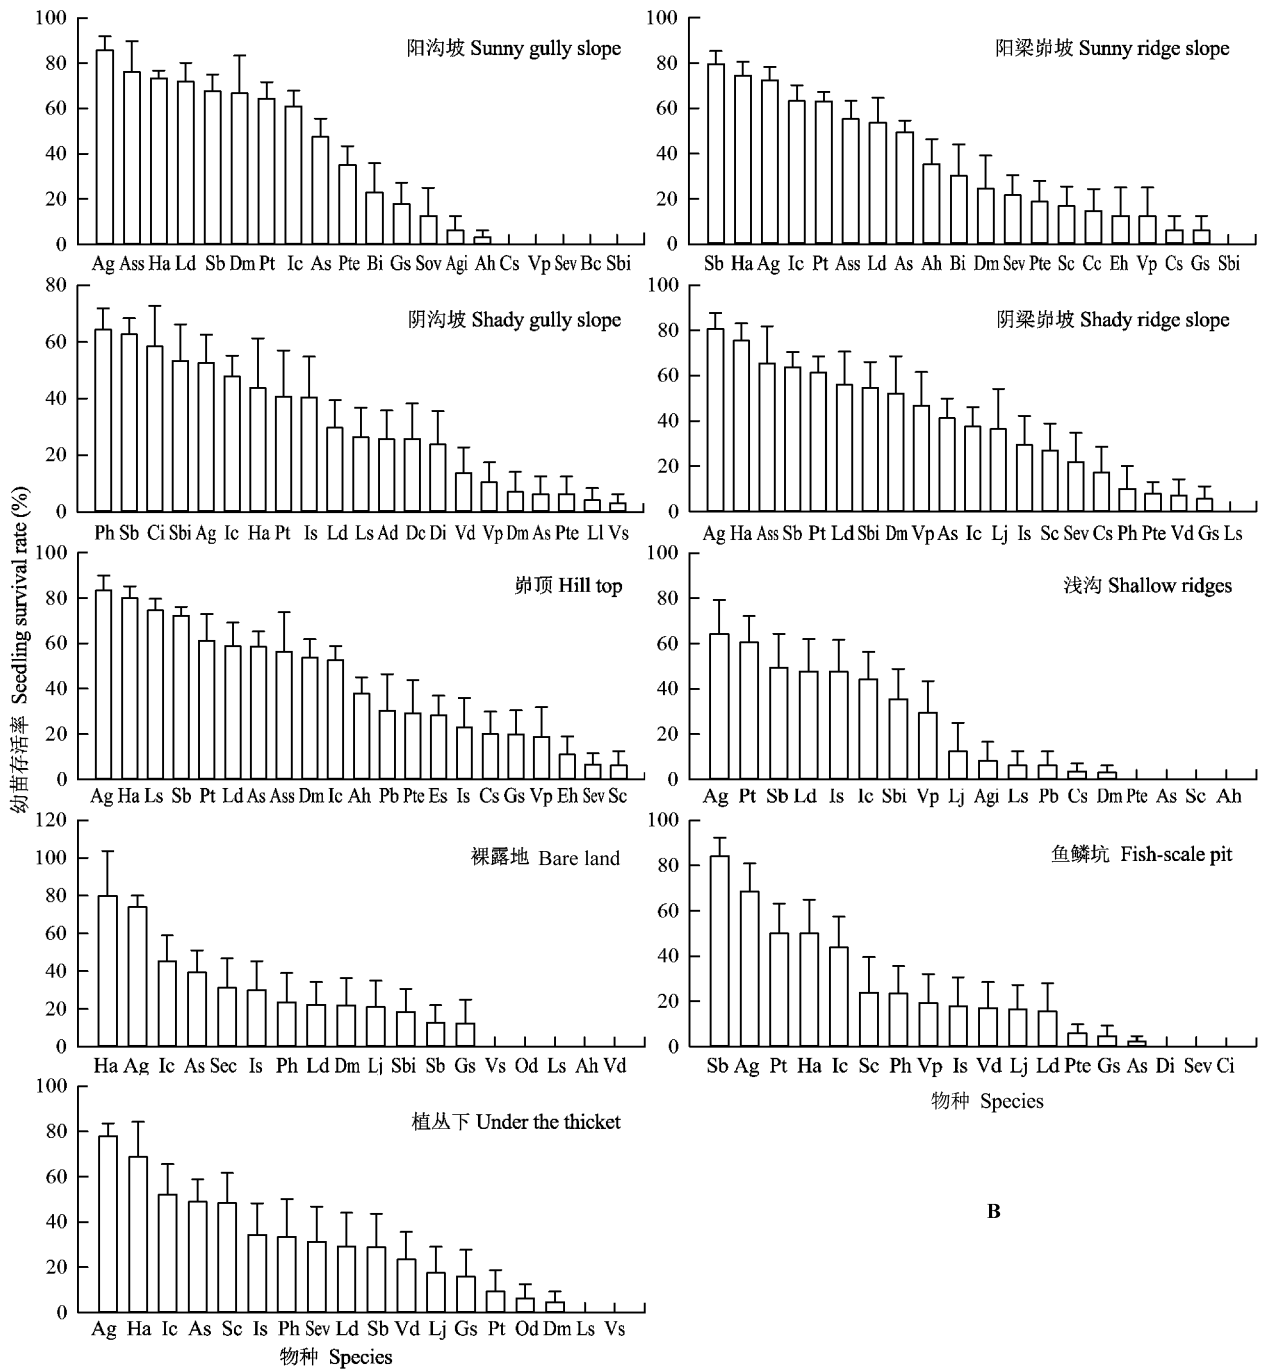 幼苗存活率 Seedling survival rate (%)
阳沟坡 Sunny gully slope
100
80
60
40
20
0
Ag Ass Ha Ld Sb Dm Pt Ic As Pte Bi Gs Sov Agi Ah Cs Vp Sev Bc Sbi
阳梁峁坡 Sunny ridge slope
100
80
60
40
20
0
Sb Ha Ag Ic Pt Ass Ld As Ah Bi Dm Sev Pte Sc Cc Eh Vp Cs Gs Sbi
阴沟坡 Shady gully slope
80
60
40
20
0
Ph Sb Ci Sbi Ag Ic Ha Pt Is Ld Ls Ad Dc Di Vd Vp Dm As Pte Ll Vs
阴梁峁坡 Shady ridge slope
100
80
60
40
20
0
Ag Ha Ass Sb Pt Ld Sbi Dm Vp As Ic Lj Is Sc Sev Cs Ph Pte Vd Gs Ls
峁顶 Hill top
100
80
60
40
20
0
Ag Ha Ls Sb Pt Ld As Ass Dm Ic Ah Pb Pte Es Is Cs Gs Vp Eh Sev Sc
浅沟 Shallow ridges
100
80
60
40
20
0
Ag Pt Sb Ld Is Ic Sbi Vp Lj Agi Ls Pb Cs Dm Pte As Sc Ah
裸露地 Bare land
120
100
80
60
40
20
0
Ha Ag Ic As Sec Is Ph Ld Dm Lj Sbi Sb Gs Vs Od Ls Ah Vd
鱼鳞坑 Fish-scale pit
100
80
60
40
20
0
Sb Ag Pt Ha Ic Sc Ph Vp Is Vd Lj Ld Pte Gs As Di Sev Ci
物种 Species
植丛下 Under the thicket
100
80
60
40
20
0
Ag Ha Ic As Sc Is Ph Sev Ld Sb Vd Lj Gs Pt Od Dm Ls Vs
物种 Species
B